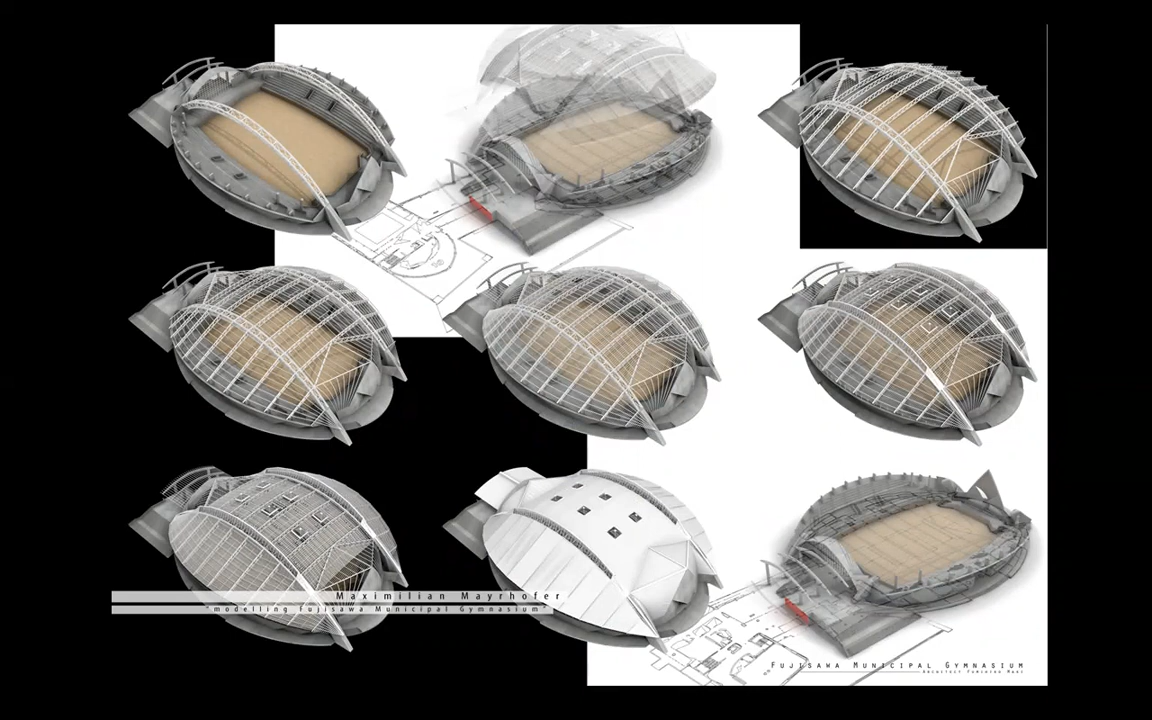 Maximilian Mayrhofer
modelling Fujisawa Municipal Gymnasium
Fujisawa Municipal Gymnasium
Architect Fumihiko Maki